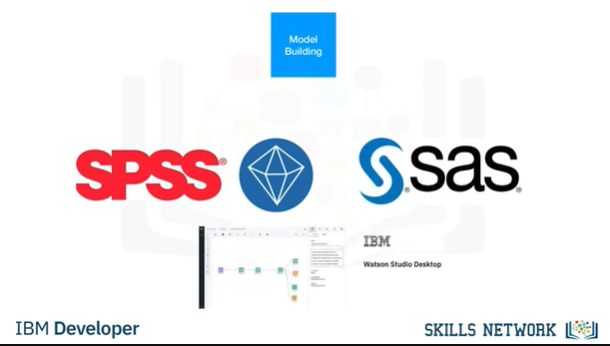 Model
Building
SPSS®
sas®
IBM
Watson Studio Desktop
IBM Developer
SKILLS NETWORK